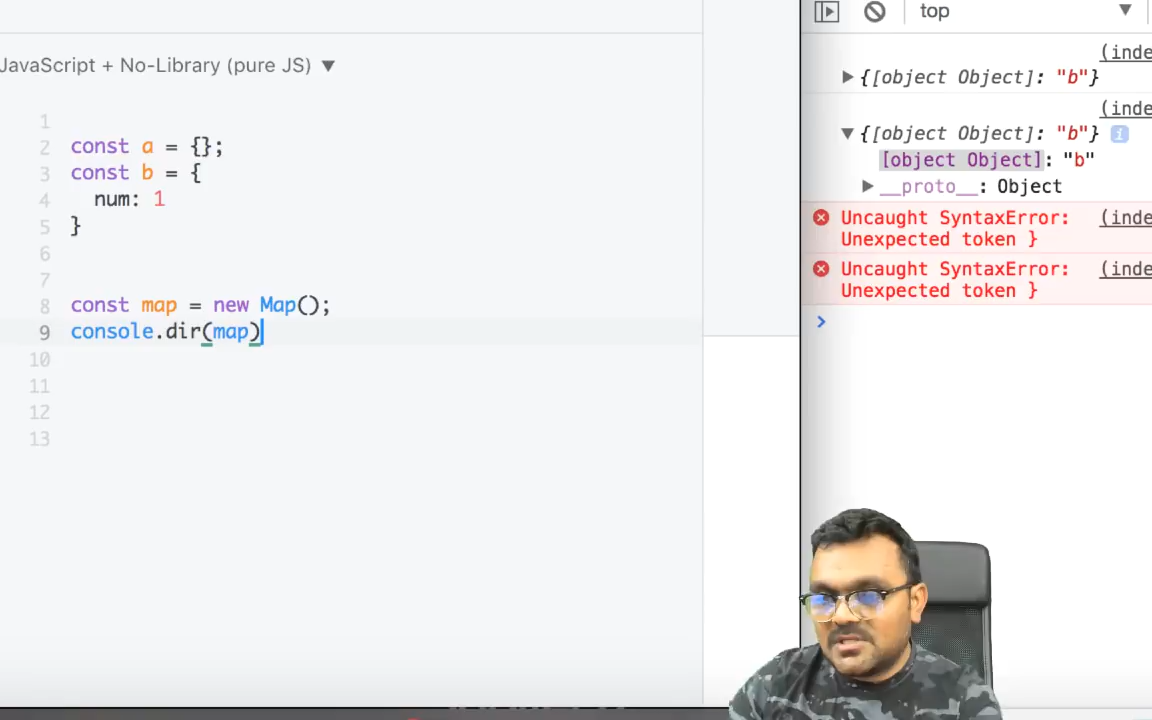 JavaScript + No-Library (pure JS) ▼
1
2 const a = {};
3 const b = {
4 num: 1
5 }
6
7
8 const map = new Map();
9 console.dir(map)
10
11
12
13
top ▼
(inde
▶ {[object Object]: "b"}
(inde
▼ {[object Object]: "b"} i
[object Object]: "b"
▶ __proto__: Object
Uncaught SyntaxError: (inde
Unexpected token }
Uncaught SyntaxError: (inde
Unexpected token }
>